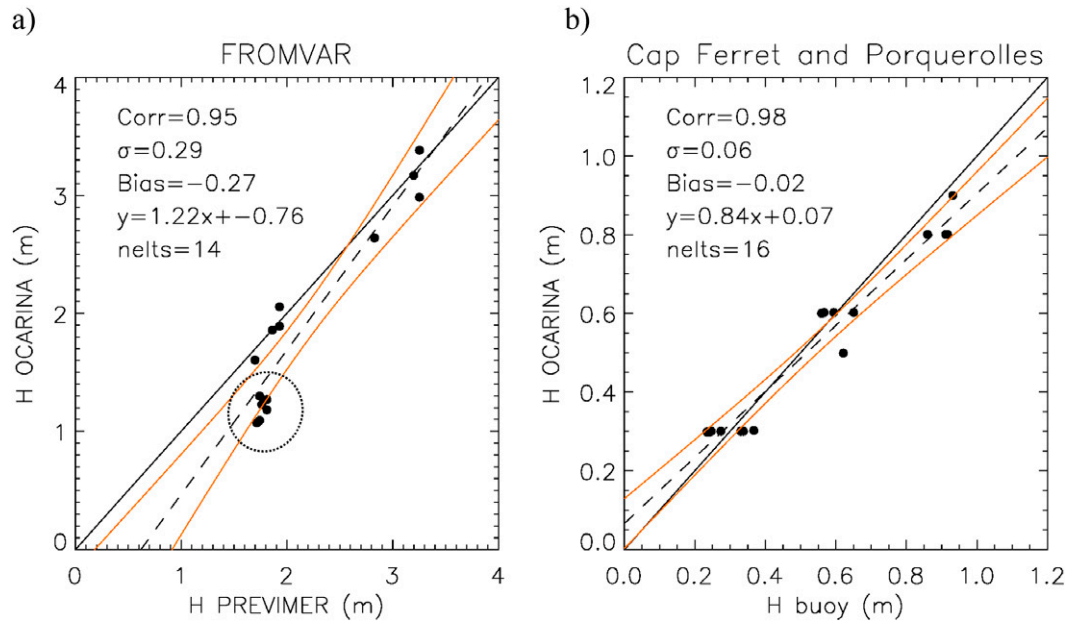 a)
FROMVAR
4
3
2
1
0
H OCARINA (m)
Corr=0.95
σ=0.29
Bias=−0.27
y=1.22x+−0.76
nelts=14
0 1 2 3 4
H PREVIMER (m)
b)
Cap Ferret and Porquerolles
1.2
1.0
0.8
0.6
0.4
0.2
0.0
H OCARINA (m)
Corr=0.98
σ=0.06
Bias=−0.02
y=0.84x+0.07
nelts=16
0.0 0.2 0.4 0.6 0.8 1.0 1.2
H buoy (m)